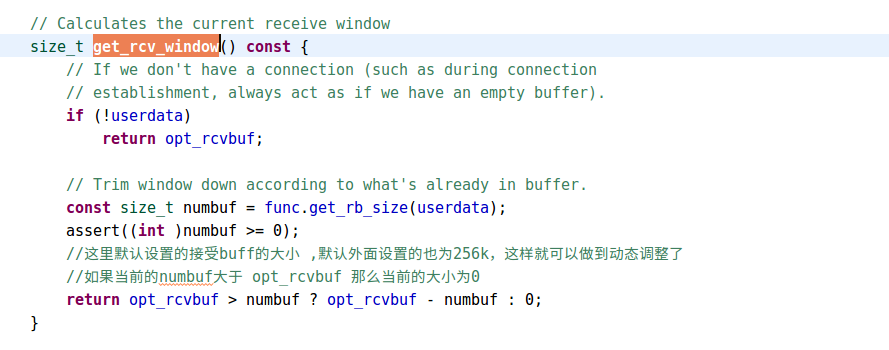 // Calculates the current receive window
size_t get_rcv_window() const {
// If we don't have a connection (such as during connection
// establishment, always act as if we have an empty buffer).
if (!userdata)
return opt_rcvbuf;
// Trim window down according to what's already in buffer.
const size_t numbuf = func.get_rb_size(userdata);
assert((int )numbuf >= 0);
//这里默认设置的接受buff的大小 ,默认外面设置的也为256k，这样就可以做到动态调整了
//如果当前的numbuf大于 opt_rcvbuf 那么当前的大小为0
return opt_rcvbuf > numbuf ? opt_rcvbuf - numbuf : 0;
}